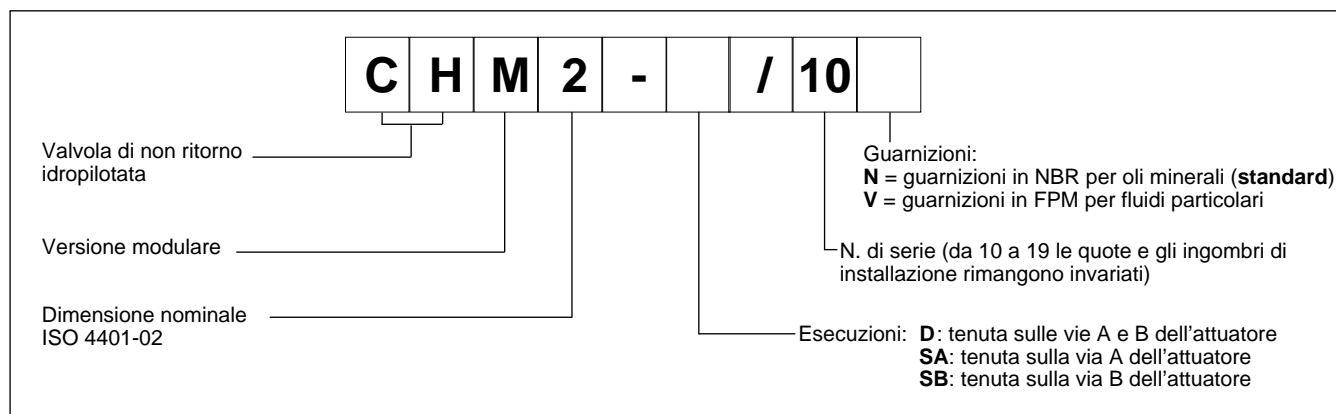 C H M 2 - / 10
Valvola di non ritorno
idropilotata
Versione modulare
Dimensione nominale
ISO 4401-02
Guarnizioni:
N = guarnizioni in NBR per oli minerali (standard)
V = guarnizioni in FPM per fluidi particolari
N. di serie (da 10 a 19 le quote e gli ingombri di
installazione rimangono invariati)
Esecuzioni: D: tenuta sulle vie A e B dell'attuatore
SA: tenuta sulla via A dell'attuatore
SB: tenuta sulla via B dell'attuatore